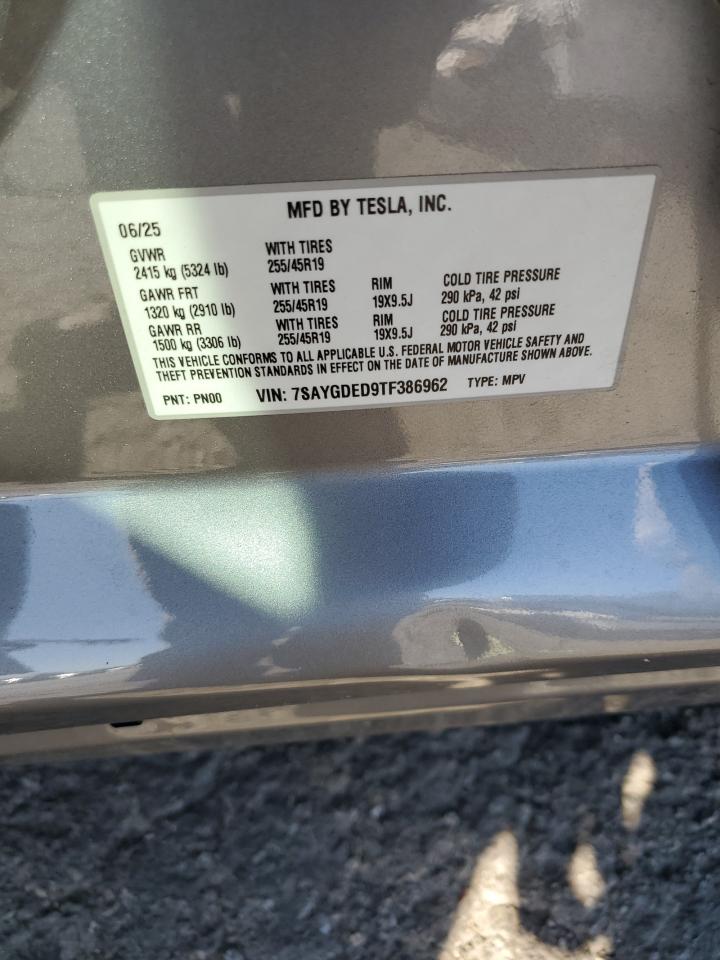 MFD BY TESLA, INC.
06/25
GVWR WITH TIRES
2415 kg (5324 lb) 255/45R19
GAWR FRT WITH TIRES RIM COLD TIRE PRESSURE
1320 kg (2910 lb) 255/45R19 19X9.5J 290 kPa, 42 psi
GAWR RR WITH TIRES RIM COLD TIRE PRESSURE
1500 kg (3306 lb) 255/45R19 19X9.5J 290 kPa, 42 psi
THIS VEHICLE CONFORMS TO ALL APPLICABLE U.S. FEDERAL MOTOR VEHICLE SAFETY AND
THEFT PREVENTION STANDARDS IN EFFECT ON THE DATE OF MANUFACTURE SHOWN ABOVE.
PNT: PN00 VIN: 7SAYGDED9TF386962 TYPE: MPV